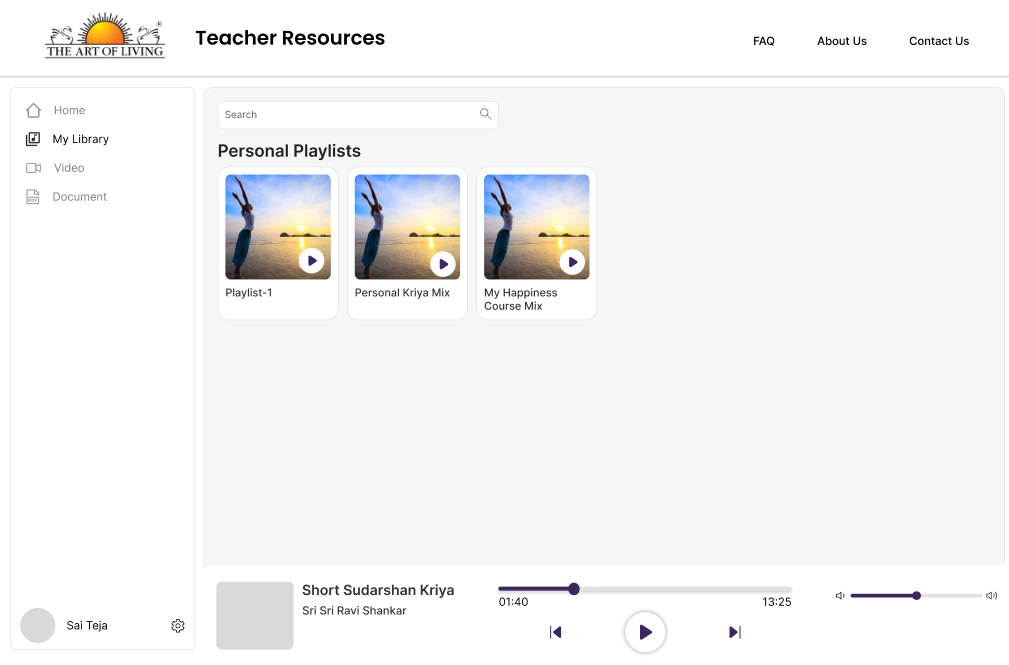 THE ART OF LIVING
®
Teacher Resources
FAQ
About Us
Contact Us
Home
My Library
Video
PDF
Document
Search
Personal Playlists
Playlist-1
Personal Kriya Mix
My Happiness
Course Mix
Sai Teja
Short Sudarshan Kriya
Sri Sri Ravi Shankar
01:40
13:25